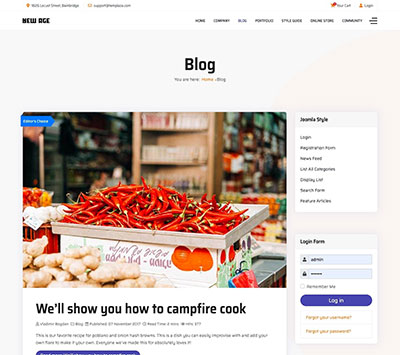 1505 Locust Street, Bembridge
support@templaza.com
Your Cart
Login
NEW AGE
HOME
COMPANY
BLOG
PORTFOLIO
STYLE GUIDE
ONLINE STORE
COMMUNITY
Blog
You are here: Home Blog
Editor's Choice
Joomla Style
Login
Registration Form
News Feed
List All Categories
Display List
Search Form
Feature Articles
We'll show you how to campfire cook
Vladimir Bogdan Blog Published: 07 November 2017 Read Time: 6 mins Hits: 377
This is our favorite recipe for potatoes and onion hash browns. This is a dish you can easily improvise with and add your
own flare to make it your own. Everyone we've made this for absolutely loves it!
Login Form
admin
Remember Me
Log in
Forgot your username?
Forgot your password?